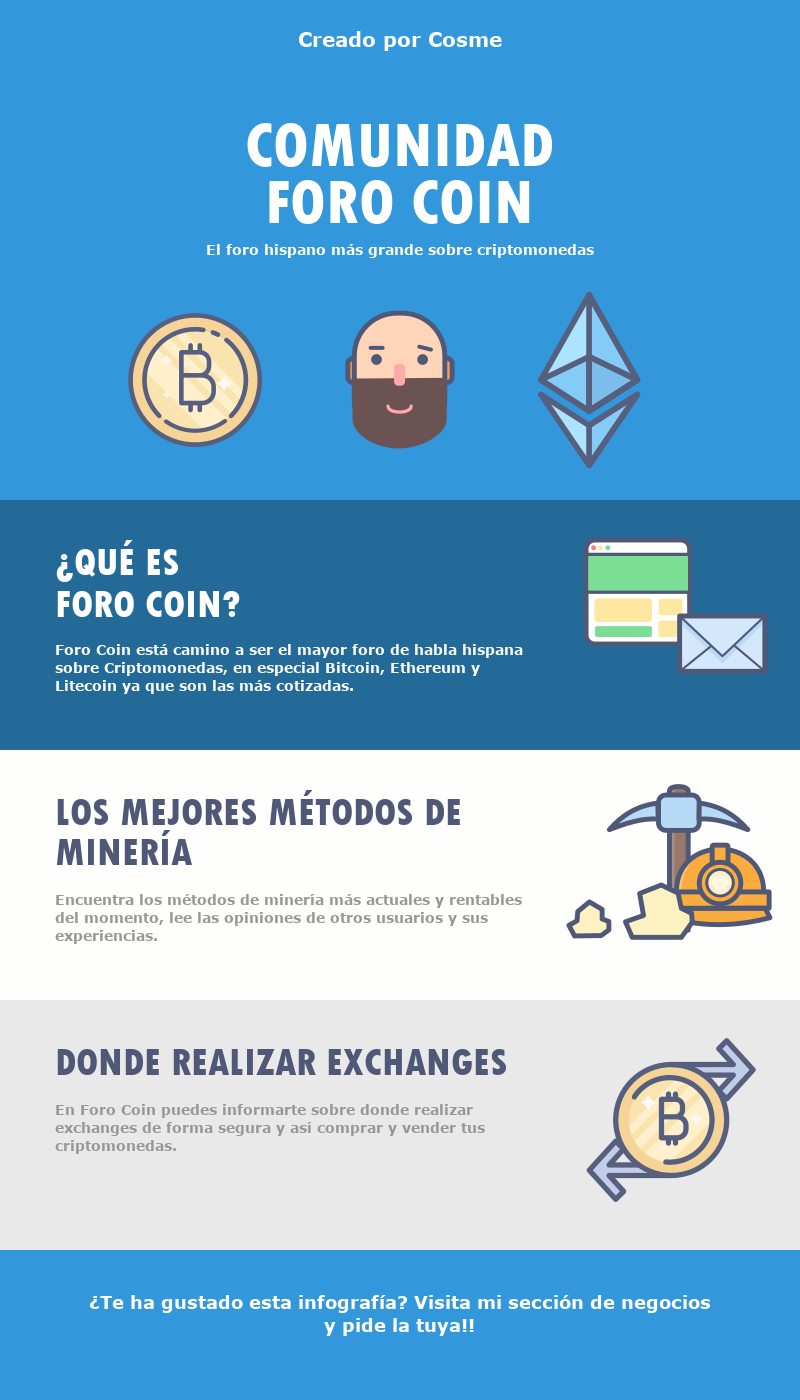 Creado por Cosme
COMUNIDAD
FORO COIN
El foro hispano más grande sobre criptomonedas
¿QUÉ ES
FORO COIN?
Foro Coin está camino a ser el mayor foro de habla hispana
sobre Criptomonedas, en especial Bitcoin, Ethereum y
Litecoin ya que son las más cotizadas.
LOS MEJORES MÉTODOS DE
MINERÍA
Encuentra los métodos de minería más actuales y rentables
del momento, lee las opiniones de otros usuarios y sus
experiencias.
DONDE REALIZAR EXCHANGES
En Foro Coin puedes informarte sobre donde realizar
exchanges de forma segura y así comprar y vender tus
criptomonedas.
¿Te ha gustado esta infografía? Visita mi sección de negocios
y pide la tuya!!